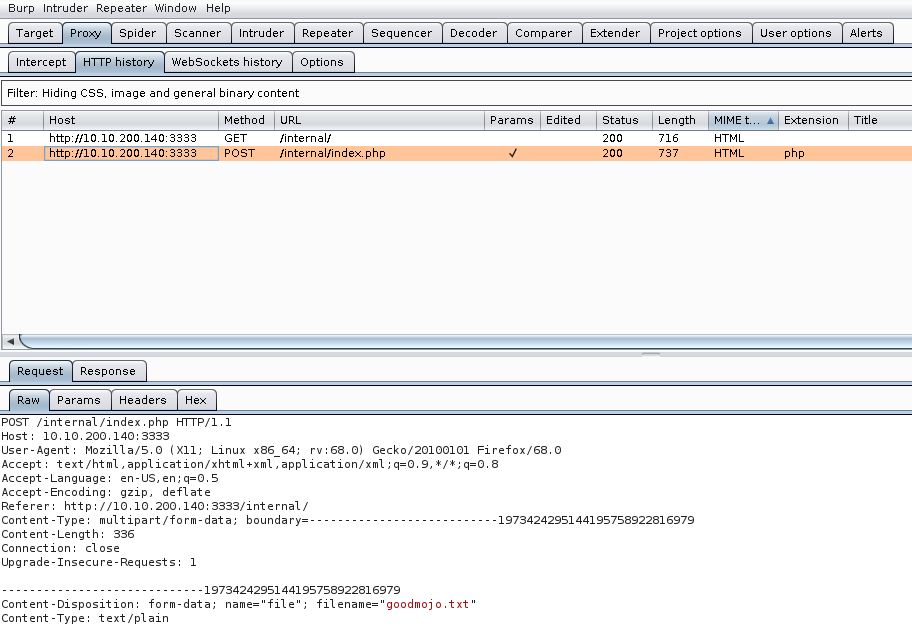 Burp Intruder Repeater Window Help
Target Proxy Spider Scanner Intruder Repeater Sequencer Decoder Comparer Extender Project options User options Alerts
Intercept HTTP history WebSockets history Options
Filter: Hiding CSS, image and general binary content
# Host Method URL Params Edited Status Length MIME t... Extension Title
1 http://10.10.200.140:3333 GET /internal/ 200 716 HTML
2 http://10.10.200.140:3333 POST /internal/index.php ✓ 200 737 HTML php
Request Response
Raw Params Headers Hex
POST /internal/index.php HTTP/1.1
Host: 10.10.200.140:3333
User-Agent: Mozilla/5.0 (X11; Linux x86_64; rv:68.0) Gecko/20100101 Firefox/68.0
Accept: text/html,application/xhtml+xml,application/xml;q=0.9,*/*;q=0.8
Accept-Language: en-US,en;q=0.5
Accept-Encoding: gzip, deflate
Referer: http://10.10.200.140:3333/internal/
Content-Type: multipart/form-data; boundary=---------------------------1973424295144195758922816979
Content-Length: 336
Connection: close
Upgrade-Insecure-Requests: 1
-----------------------------1973424295144195758922816979
Content-Disposition: form-data; name="file"; filename="goodmojo.txt"
Content-Type: text/plain